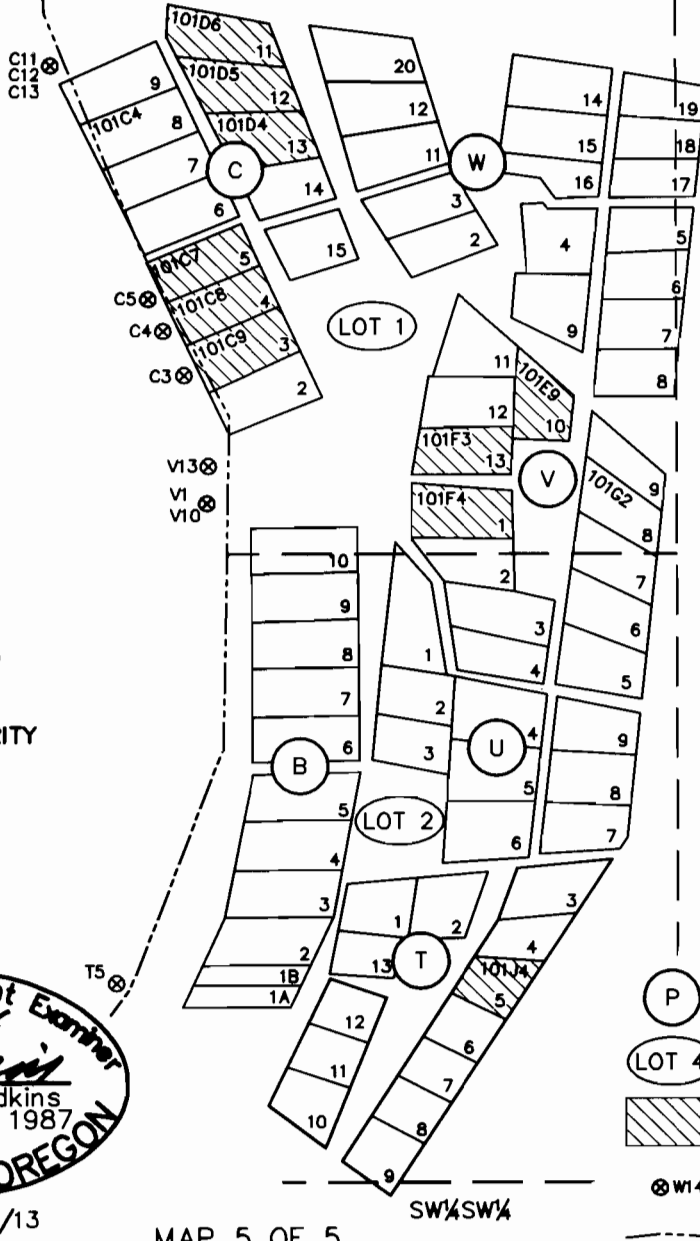 101D6
11
101D5
12
101D4
13
14
15
C11
C12
C13
9
101C4
8
7
6
C
101C7
5
101C8
4
101C9
3
2
C5
C4
C3
20
12
11
3
2
W
14
15
16
4
9
19
18
17
5
6
7
8
LOT 1
11
101E9
12
10
101F3
13
V
101F4
1
2
3
4
101G2
9
8
7
6
5
V13
V1
V10
10
9
8
7
6
B
5
4
3
2
1B
1A
1
2
3
4
U
5
6
9
8
7
LOT 2
RITY
1
2
13
T
12
11
10
3
4
101J4
5
6
7
8
9
T5
t Examiner
dkins
1987
OREGON
/13
P
LOT 4
W14
SW¼SW¼
MAP 5 OF 5